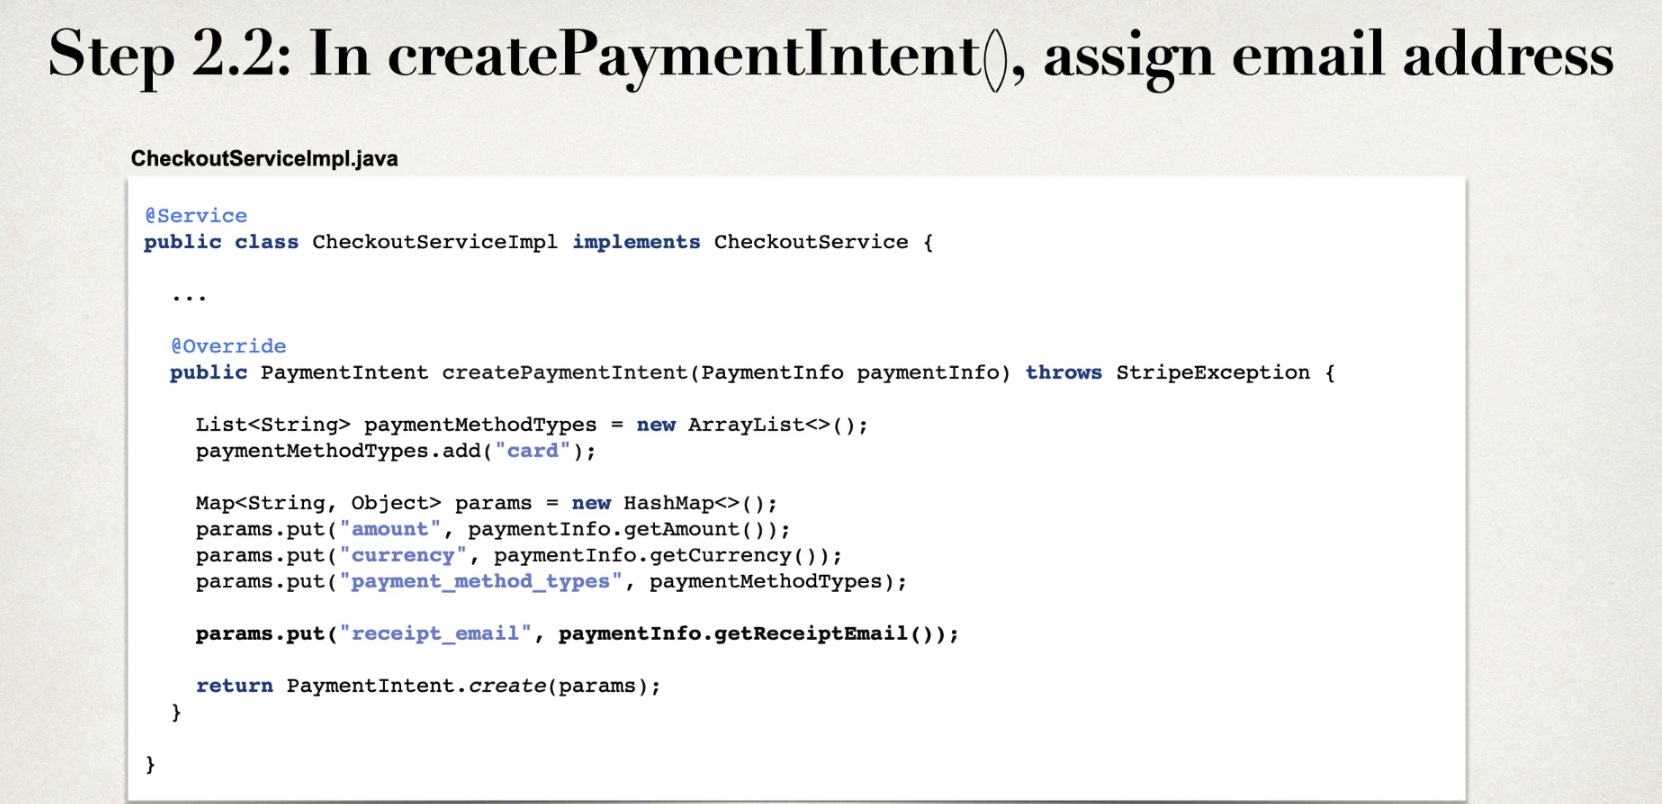 Step 2.2: In createPaymentIntent(), assign email address
CheckoutServiceImpl.java
@Service
public class CheckoutServiceImpl implements CheckoutService {
...
@Override
public PaymentIntent createPaymentIntent(PaymentInfo paymentInfo) throws StripeException {
List<String> paymentMethodTypes = new ArrayList<>();
paymentMethodTypes.add("card");
Map<String, Object> params = new HashMap<>();
params.put("amount", paymentInfo.getAmount());
params.put("currency", paymentInfo.getCurrency());
params.put("payment_method_types", paymentMethodTypes);
params.put("receipt_email", paymentInfo.getReceiptEmail());
return PaymentIntent.create(params);
}
}